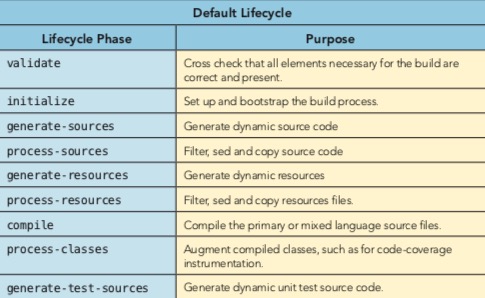 Default Lifecycle
Lifecycle Phase Purpose
validate Cross check that all elements necessary for the build are
correct and present.
initialize Set up and bootstrap the build process.
generate-sources Generate dynamic source code
process-sources Filter, sed and copy source code
generate-resources Generate dynamic resources
process-resources Filter, sed and copy resources files.
compile Compile the primary or mixed language source files.
process-classes Augment compiled classes, such as for code-coverage
instrumentation.
generate-test-sources Generate dynamic unit test source code.